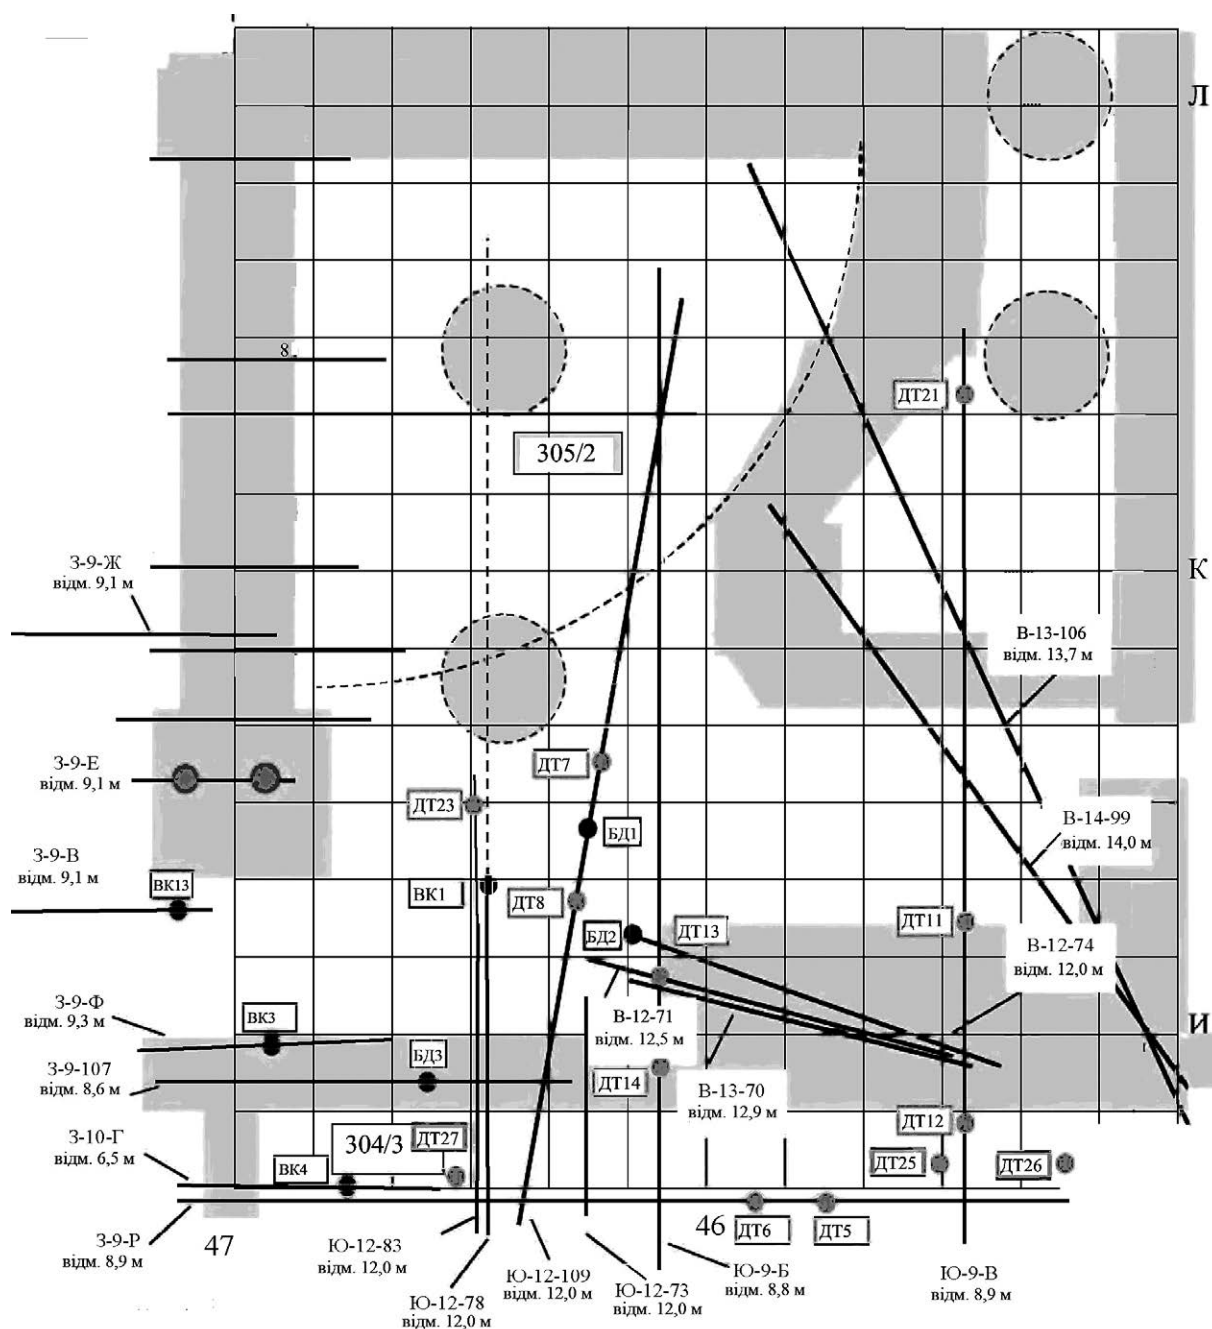 Л
8
ДТ21
305/2
З-9-Ж
відм. 9,1 м
К
В-13-106
відм. 13,7 м
З-9-Е
відм. 9,1 м
ДТ7
ДТ23
БД1
В-14-99
відм. 14,0 м
З-9-В
відм. 9,1 м
ВК13
ВК1
ДТ8
БД2
ДТ13
ДТ11
В-12-74
відм. 12,0 м
З-9-Ф
відм. 9,3 м
ВК3
В-12-71
відм. 12,5 м
И
З-9-107
відм. 8,6 м
БД3
ДТ14
В-13-70
відм. 12,9 м
З-10-Г
відм. 6,5 м
304/3
ДТ27
ДТ12
ВК4
ДТ25
ДТ26
З-9-Р
відм. 8,9 м
47
46
ДТ6
ДТ5
Ю-12-83
відм. 12,0 м
Ю-12-78
відм. 12,0 м
Ю-12-109
відм. 12,0 м
Ю-12-73
відм. 12,0 м
Ю-9-Б
відм. 8,8 м
Ю-9-В
відм. 8,9 м